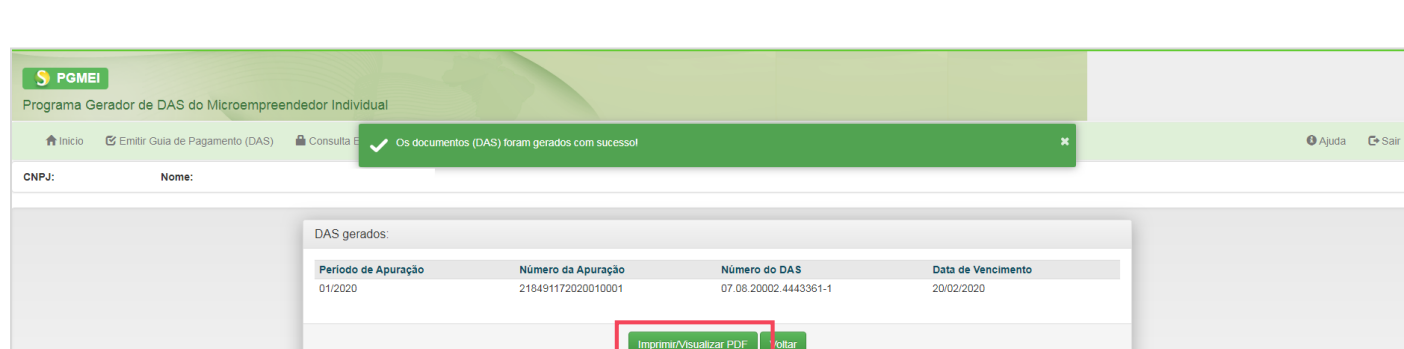 PGMEI
Programa Gerador de DAS do Microempreendedor Individual
Inicio Emitir Guia de Pagamento (DAS) Consulta E Os documentos (DAS) foram gerados com sucesso! × Ajuda Sair
CNPJ: Nome:
DAS gerados:
Período de Apuração Número da Apuração Número do DAS Data de Vencimento
01/2020 218491172020010001 07.08.20002.4443361-1 20/02/2020
Imprimir/Visualizar PDF Voltar